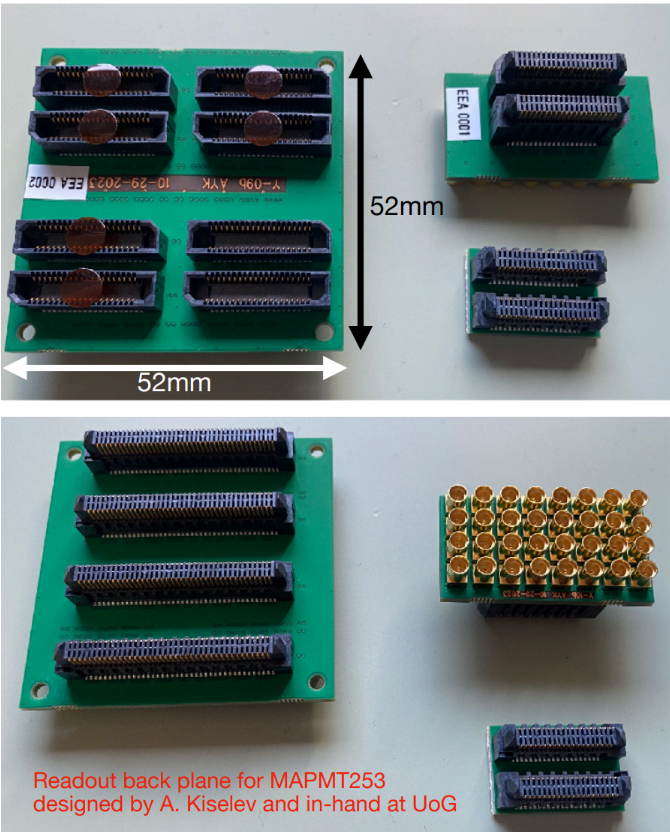 EEA 0001
EEA 0002
Y-09b AYK 10-29-2023
52mm
52mm
Y-10b AYK 10-29-2023
Readout back plane for MAPMT253
designed by A. Kiselev and in-hand at UoG